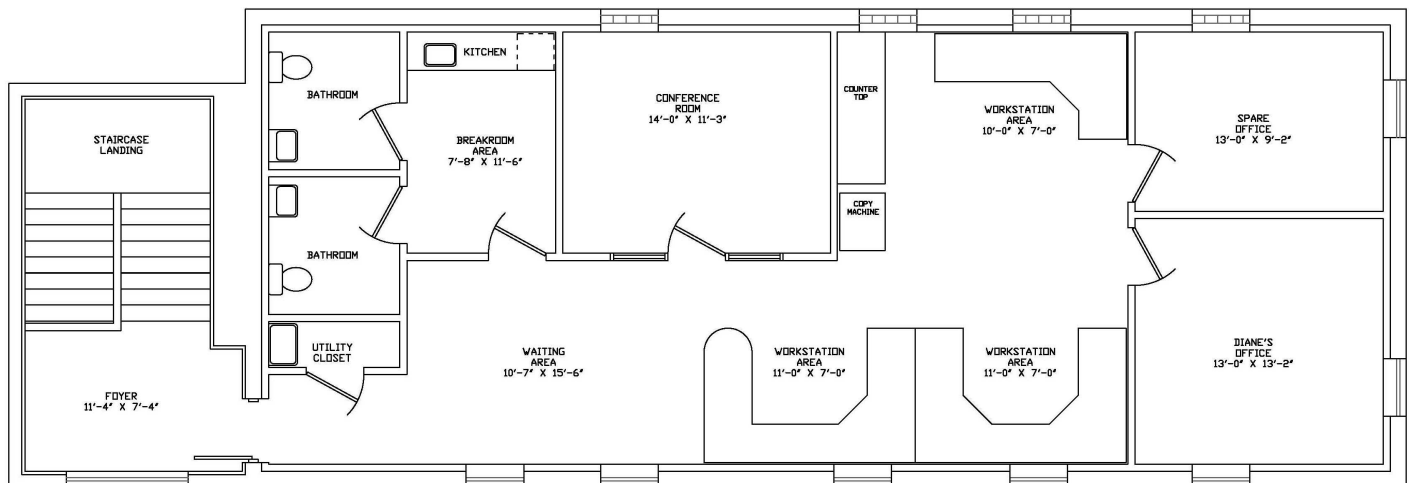 KITCHEN
BATHROOM
COUNTER
TOP
CONFERENCE
ROOM
14'-0" X 11'-3"
WORKSTATION
AREA
10'-0" X 7'-0"
SPARE
OFFICE
13'-0" X 9'-2"
STAIRCASE
LANDING
BREAKROOM
AREA
7'-8" X 11'-6"
COPY
MACHINE
BATHROOM
UTILITY
CLOSET
WAITING
AREA
10'-7" X 15'-6"
WORKSTATION
AREA
11'-0" X 7'-0"
WORKSTATION
AREA
11'-0" X 7'-0"
DIANE'S
OFFICE
13'-0" X 13'-2"
FOYER
11'-4" X 7'-4"